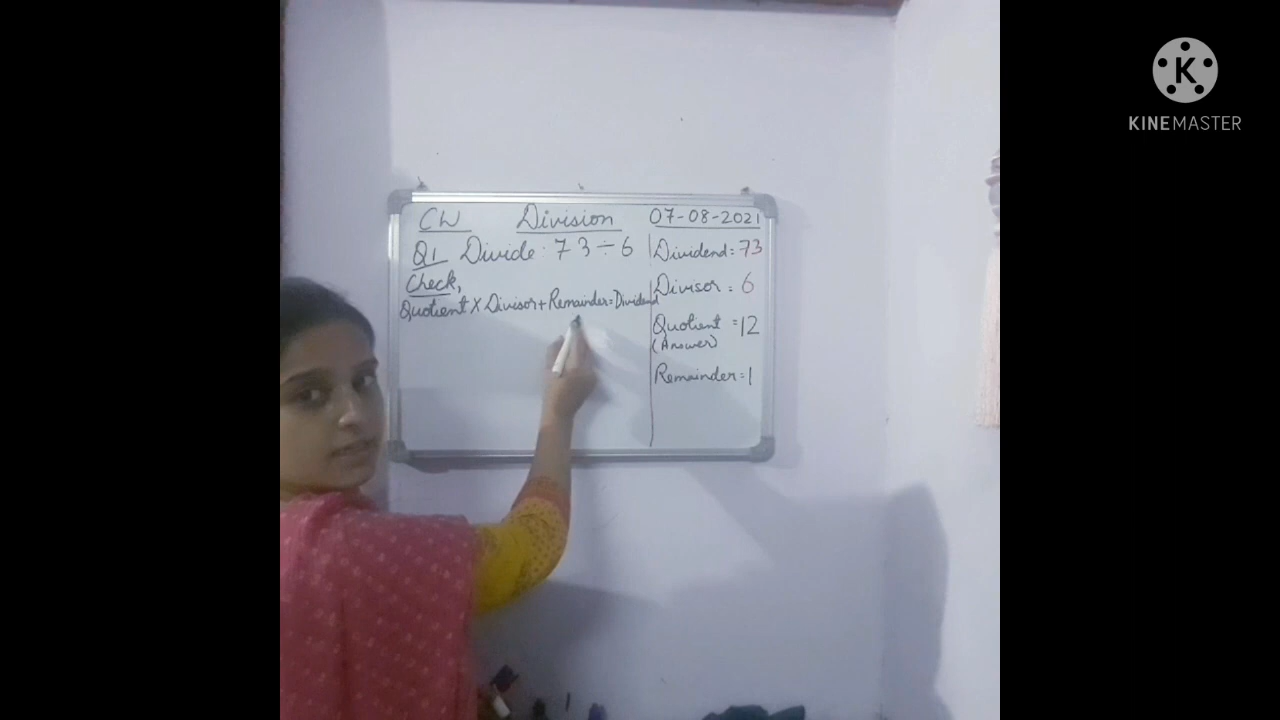 CW Division 07-08-2021
Q1 Divide: 73÷6
Check,
Quotient X Divisor + Remainder = Dividend
Dividend = 73
Divisor = 6
Quotient = 12
(Answer)
Remainder = 1
K
KINEMASTER